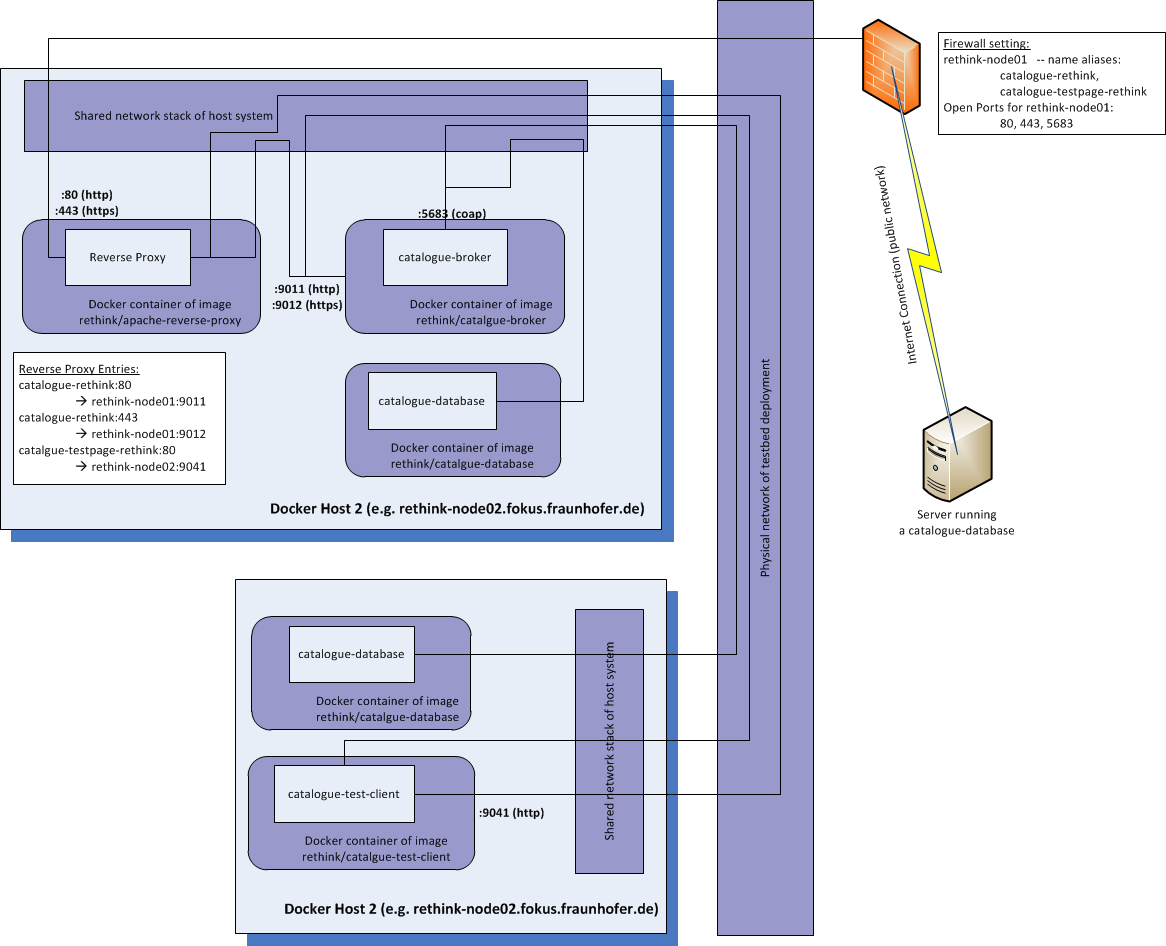 Firewall setting:
rethink-node01   -- name aliases:
catalogue-rethink,
catalogue-testpage-rethink
Open Ports for rethink-node01:
80, 443, 5683
Shared network stack of host system
:80 (http)
:443 (https)
:5683 (coap)
Reverse Proxy
Docker container of image
rethink/apache-reverse-proxy
:9011 (http)
:9012 (https)
catalogue-broker
Docker container of image
rethink/catalgue-broker
Reverse Proxy Entries:
catalogue-rethink:80
→ rethink-node01:9011
catalogue-rethink:443
→ rethink-node01:9012
catalgue-testpage-rethink:80
→ rethink-node02:9041
catalogue-database
Docker container of image
rethink/catalgue-database
Docker Host 2 (e.g. rethink-node02.fokus.fraunhofer.de)
Physical network of testbed deployment
Internet Connection (public network)
Server running
a catalogue-database
catalogue-database
Docker container of image
rethink/catalgue-database
Shared network stack of host system
catalogue-test-client
:9041 (http)
Docker container of image
rethink/catalgue-test-client
Docker Host 2 (e.g. rethink-node02.fokus.fraunhofer.de)